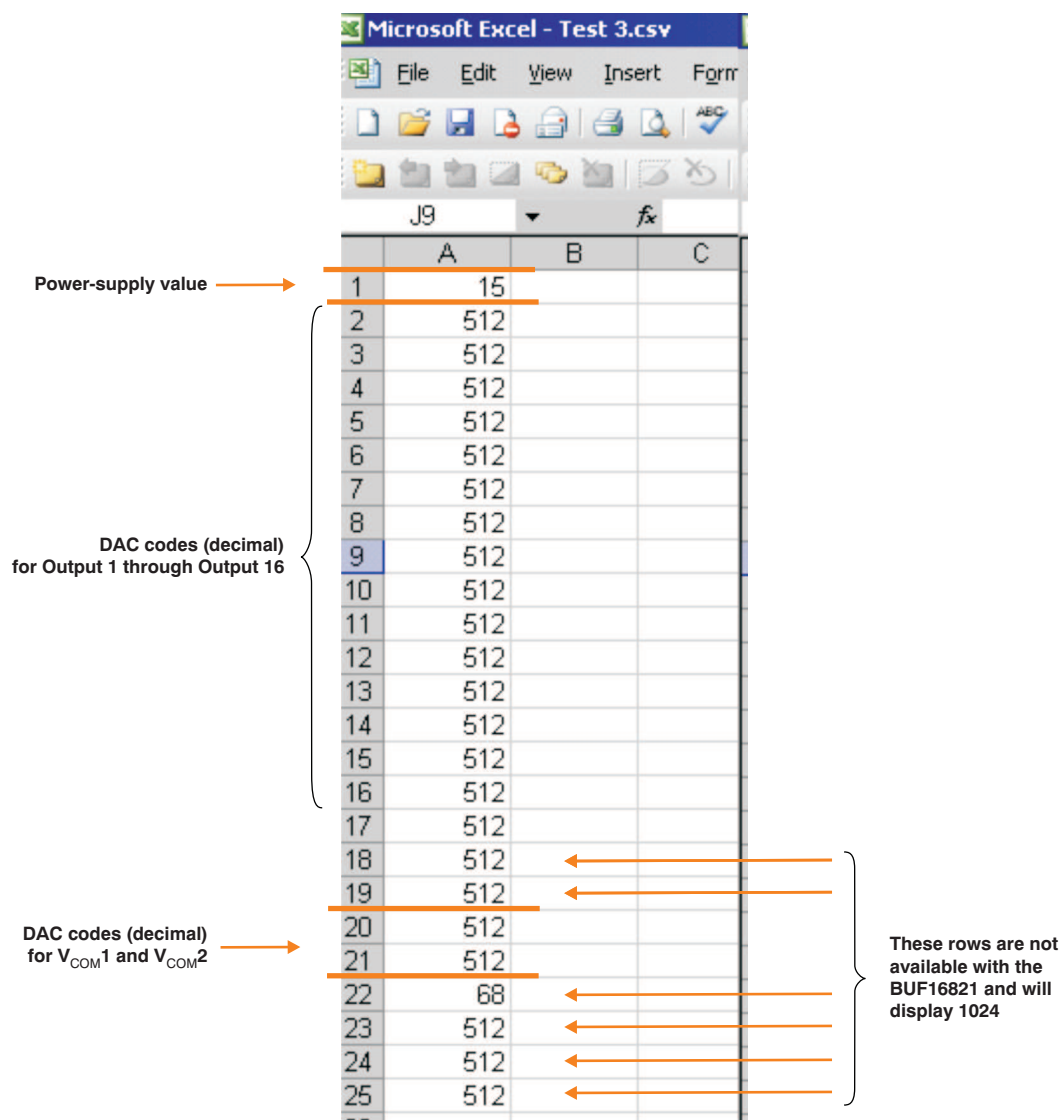 Microsoft Excel - Test 3.csv
File Edit View Insert Form
ABC
J9 fx
A B C
Power-supply value
1 15
2 512
3 512
4 512
5 512
6 512
7 512
8 512
DAC codes (decimal)
for Output 1 through Output 16
9 512
10 512
11 512
12 512
13 512
14 512
15 512
16 512
17 512
18 512
19 512
DAC codes (decimal)
for VCOM1 and VCOM2
20 512
21 512
22 68
23 512
24 512
25 512
These rows are not
available with the
BUF16821 and will
display 1024